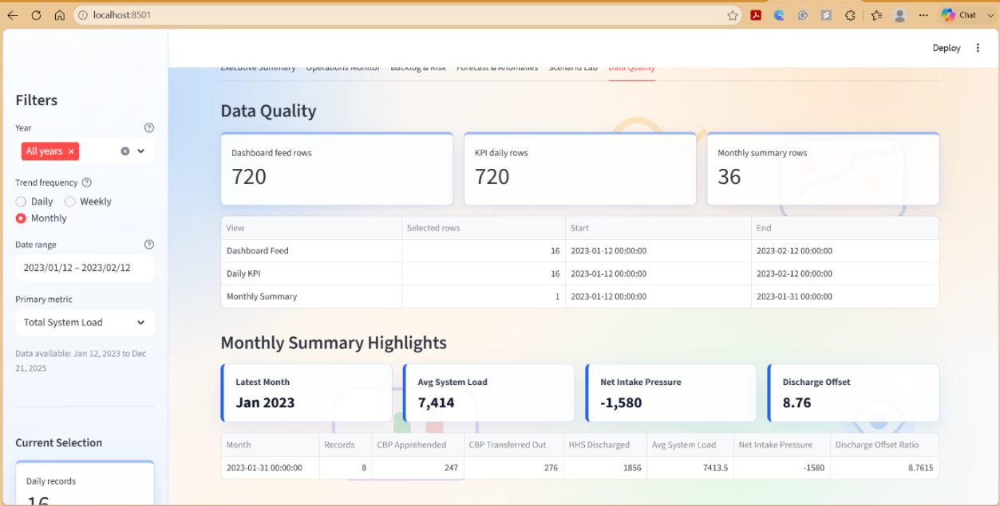 localhost:8501
Chat
Deploy
Executive Summary Operations Monitor Backlog & Risk Forecast & Anomalies Scenario Lab Data Quality
Filters
Year
All years ×
Trend frequency
Daily Weekly
Monthly
Date range
2023/01/12 – 2023/02/12
Primary metric
Total System Load
Data available: Jan 12, 2023 to Dec
21, 2025
Current Selection
Daily records
16
Data Quality
Dashboard feed rows
720
KPI daily rows
720
Monthly summary rows
36
View Selected rows Start End
Dashboard Feed 16 2023-01-12 00:00:00 2023-02-12 00:00:00
Daily KPI 16 2023-01-12 00:00:00 2023-02-12 00:00:00
Monthly Summary 1 2023-01-12 00:00:00 2023-01-31 00:00:00
Monthly Summary Highlights
Latest Month
Jan 2023
Avg System Load
7,414
Net Intake Pressure
-1,580
Discharge Offset
8.76
Month Records CBP Apprehended CBP Transferred Out HHS Discharged Avg System Load Net Intake Pressure Discharge Offset Ratio
2023-01-31 00:00:00 8 247 276 1856 7413.5 -1580 8.7615